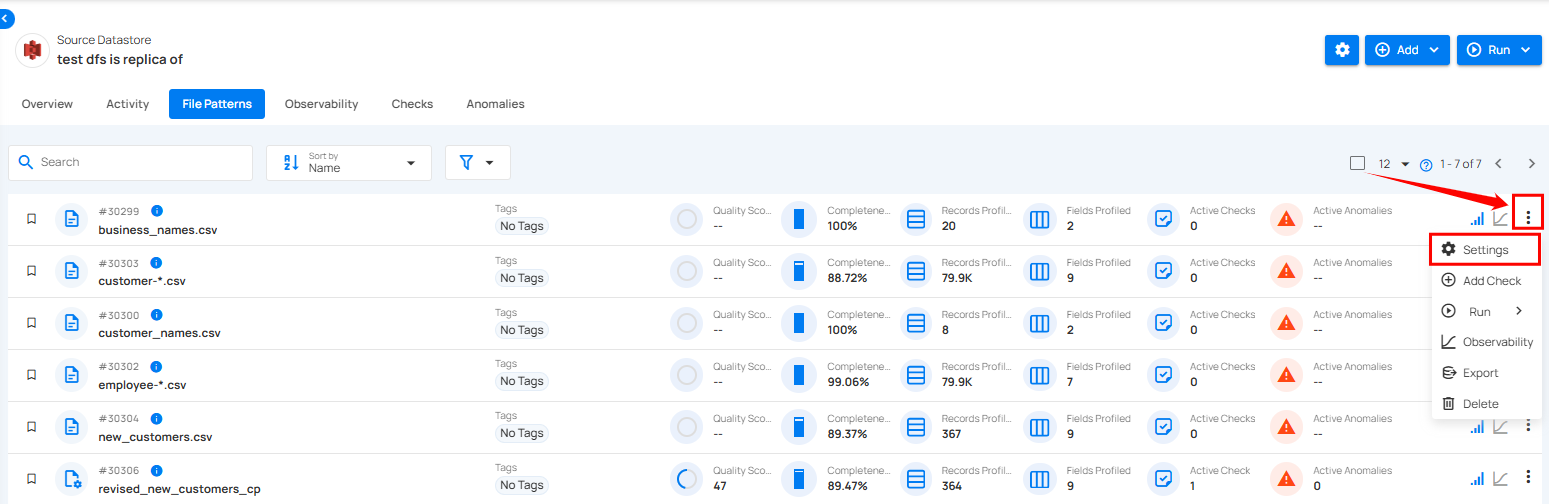 Source Datastore
test dfs is replica of
Add
Run
Overview
Activity
File Patterns
Observability
Checks
Anomalies
Search
Sort by
Name
12
1 - 7 of 7
#30299
business_names.csv
Tags
No Tags
Quality Sco...
--
Completene...
100%
Records Profil...
20
Fields Profiled
2
Active Checks
0
Active Anomalies
--
Settings
#30303
customer-*.csv
Tags
No Tags
Quality Sco...
--
Completene...
88.72%
Records Profil...
79.9K
Fields Profiled
9
Active Checks
0
Active Anomalies
--
Add Check
#30300
customer_names.csv
Tags
No Tags
Quality Sco...
--
Completene...
100%
Records Profil...
8
Fields Profiled
2
Active Checks
0
Active Anomalies
--
Run
Observability
#30302
employee-*.csv
Tags
No Tags
Quality Sco...
--
Completene...
99.06%
Records Profil...
79.9K
Fields Profiled
7
Active Checks
0
Active Anomalies
--
Export
Delete
#30304
new_customers.csv
Tags
No Tags
Quality Sco...
--
Completene...
89.37%
Records Profil...
367
Fields Profiled
9
Active Checks
0
Active Anomalies
--
#30306
revised_new_customers_cp
Tags
No Tags
Quality Sco...
47
Completene...
89.47%
Records Profil...
364
Fields Profiled
9
Active Check
1
Active Anomalies
0